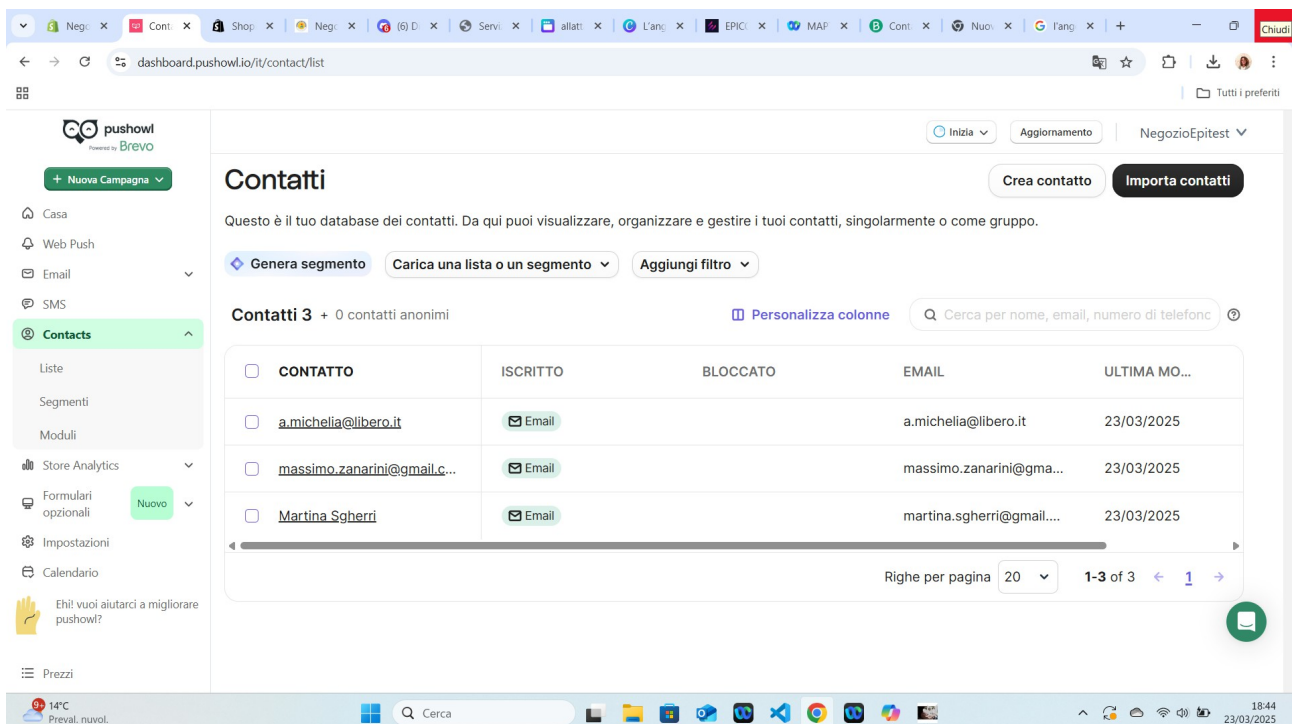 Nego
Conta
Shop
Nego
(6) D
Servi
allatt
L'ang
EPIC
MAP
Cont
Nuov
l'ang
Chiudi
dashboard.pushowl.io/it/contact/list
Tutti i preferiti
pushowl
Powered by Brevo
Inizia
Aggiornamento
NegozioEpitest
+ Nuova Campagna
Casa
Web Push
Email
SMS
Contacts
Liste
Segmenti
Moduli
Store Analytics
Formulari opzionali
Nuovo
Impostazioni
Calendario
Ehi! vuoi aiutarci a migliorare
pushowl?
Prezzi
Contatti
Crea contatto
Importa contatti
Questo è il tuo database dei contatti. Da qui puoi visualizzare, organizzare e gestire i tuoi contatti, singolarmente o come gruppo.
Genera segmento
Carica una lista o un segmento
Aggiungi filtro
Contatti 3 + 0 contatti anonimi
Personalizza colonne
Cerca per nome, email, numero di telefono
CONTATTO ISCRITTO BLOCCATO EMAIL ULTIMA MO...
a.michelia@libero.it Email a.michelia@libero.it 23/03/2025
massimo.zanarini@gmail.c... Email massimo.zanarini@gma... 23/03/2025
Martina Sgherri Email martina.sgherri@gmail.... 23/03/2025
Righe per pagina 20 1-3 of 3 1
9+
14°C
Preval. nuvol.
Cerca
18:44
23/03/2025